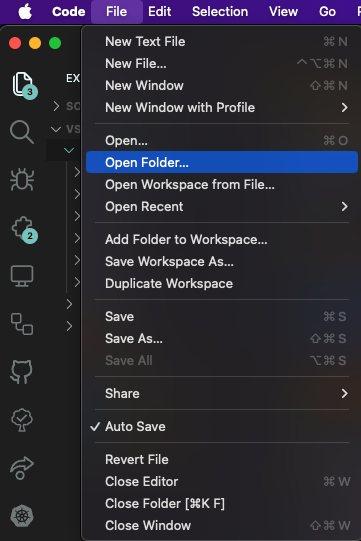 Code File Edit Selection View Go
New Text File ⌘ N
New File... ^⌥⌘ N
New Window ⇧⌘ N
New Window with Profile
Open... ⌘ O
Open Folder...
Open Workspace from File...
Open Recent
Add Folder to Workspace...
Save Workspace As...
Duplicate Workspace
Save ⌘ S
Save As... ⇧⌘ S
Save All ⌥⌘ S
Share
✓ Auto Save
Revert File
Close Editor ⌘ W
Close Folder [⌘K F]
Close Window ⇧⌘ W
3
EX
SC
VS
2